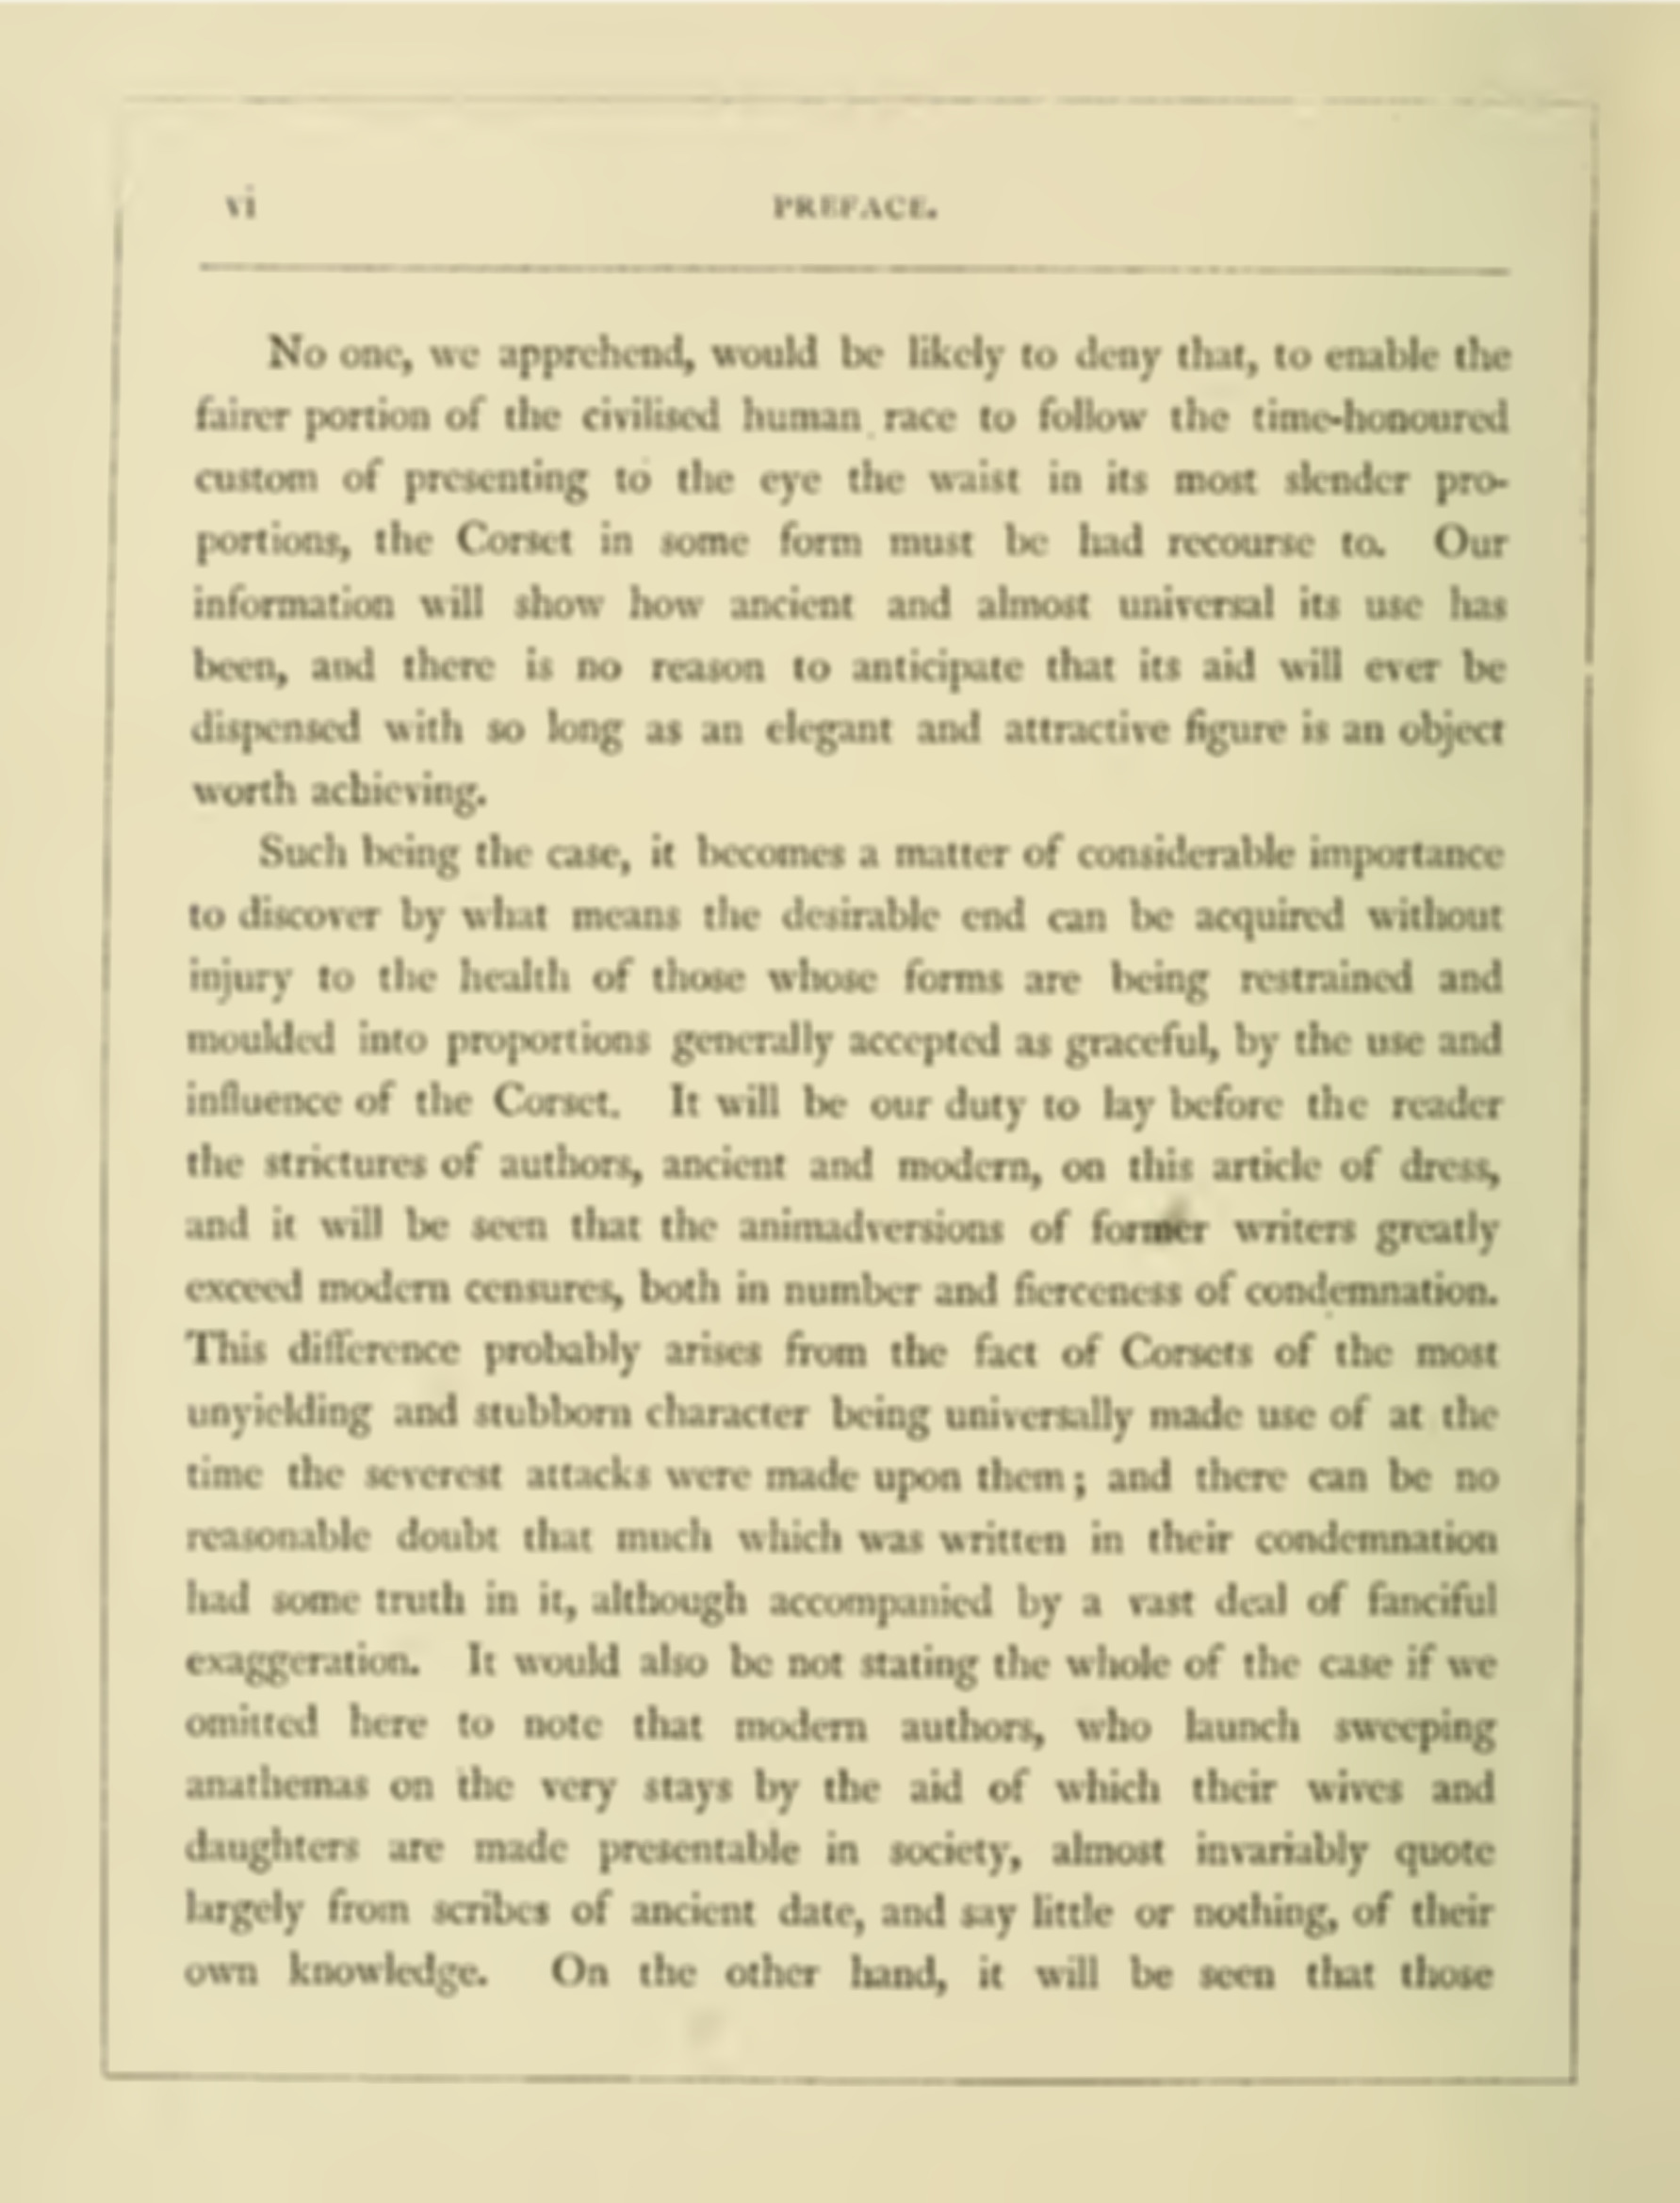 vi PREFACE.
No one, we apprehend, would be likely to deny that, to enable the
fairer portion of the civilised human race to follow the time-honoured
custom of presenting to the eye the waist in its most slender pro-
portions, the Corset in some form must be had recourse to. Our
information will show how ancient and almost universal its use has
been, and there is no reason to anticipate that its aid will ever be
dispensed with so long as an elegant and attractive figure is an object
worth achieving.
Such being the case, it becomes a matter of considerable importance
to discover by what means the desirable end can be acquired without
injury to the health of those whose forms are being restrained and
moulded into proportions generally accepted as graceful, by the use and
influence of the Corset. It will be our duty to lay before the reader
the strictures of authors, ancient and modern, on this article of dress,
and it will be seen that the animadversions of former writers greatly
exceed modern censures, both in number and fierceness of condemnation.
This difference probably arises from the fact of Corsets of the most
unyielding and stubborn character being universally made use of at the
time the severest attacks were made upon them; and there can be no
reasonable doubt that much which was written in their condemnation
had some truth in it, although accompanied by a vast deal of fanciful
exaggeration. It would also be not stating the whole of the case if we
omitted here to note that modern authors, who launch sweeping
anathemas on the very stays by the aid of which their wives and
daughters are made presentable in society, almost invariably quote
largely from scribes of ancient date, and say little or nothing, of their
own knowledge. On the other hand, it will be seen that those